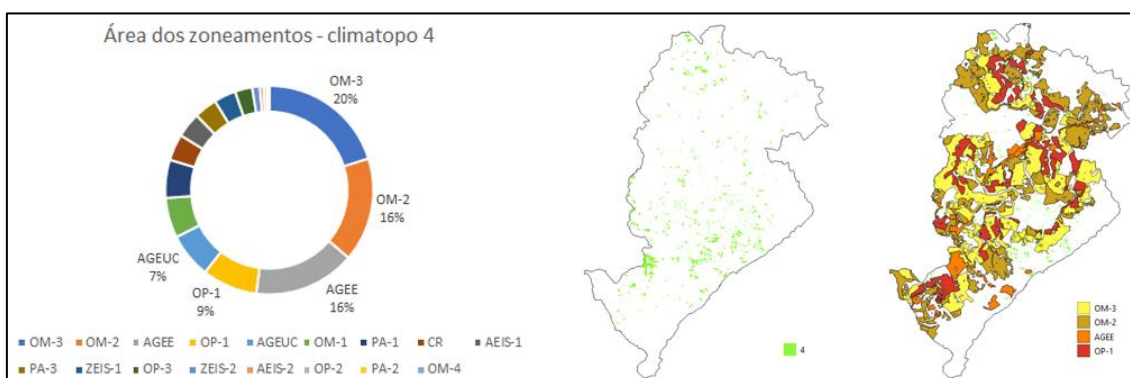 Área dos zoneamentos - climatopo 4
OM-3
20%
OM-2
16%
AGEE
16%
OP-1
9%
AGEUC
7%
OM-3 OM-2 AGEE OP-1 AGEUC OM-1 PA-1 CR AEIS-1
PA-3 ZEIS-1 OP-3 ZEIS-2 AEIS-2 OP-2 PA-2 OM-4
4
OM-3
OM-2
AGEE
OP-1